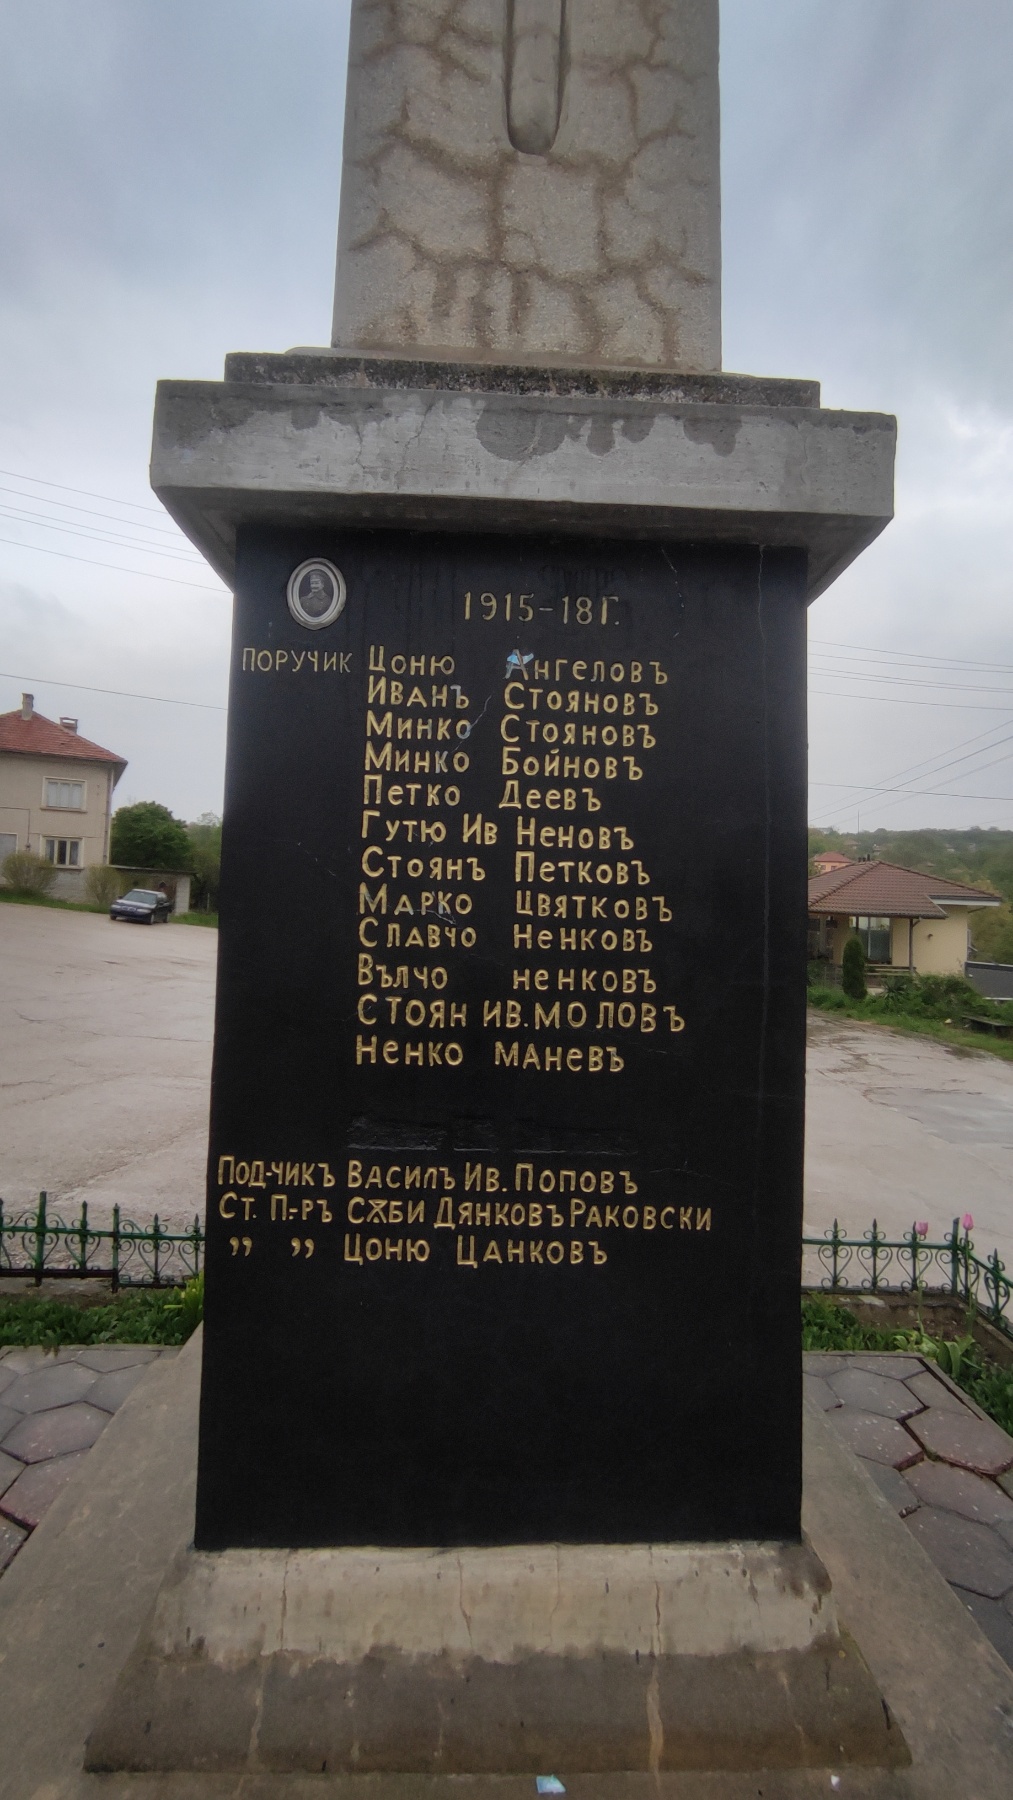 1915-18 Г.
ПОРУЧИК Цоню Ангеловъ
Иванъ Стояновъ
Минко Стояновъ
Минко Бойновъ
Петко Деевъ
Гутю Ив Неновъ
Стоянъ Петковъ
Марко Цвятковъ
Славчо Ненковъ
Вълчо Ненковъ
СТОЯН ИВ. МОЛОВЪ
Ненко Маневъ
Под-чикъ Василъ Ив. Поповъ
Ст. П-ръ Сѫби Дянковъ Раковски
„ „ Цоню Цанковъ